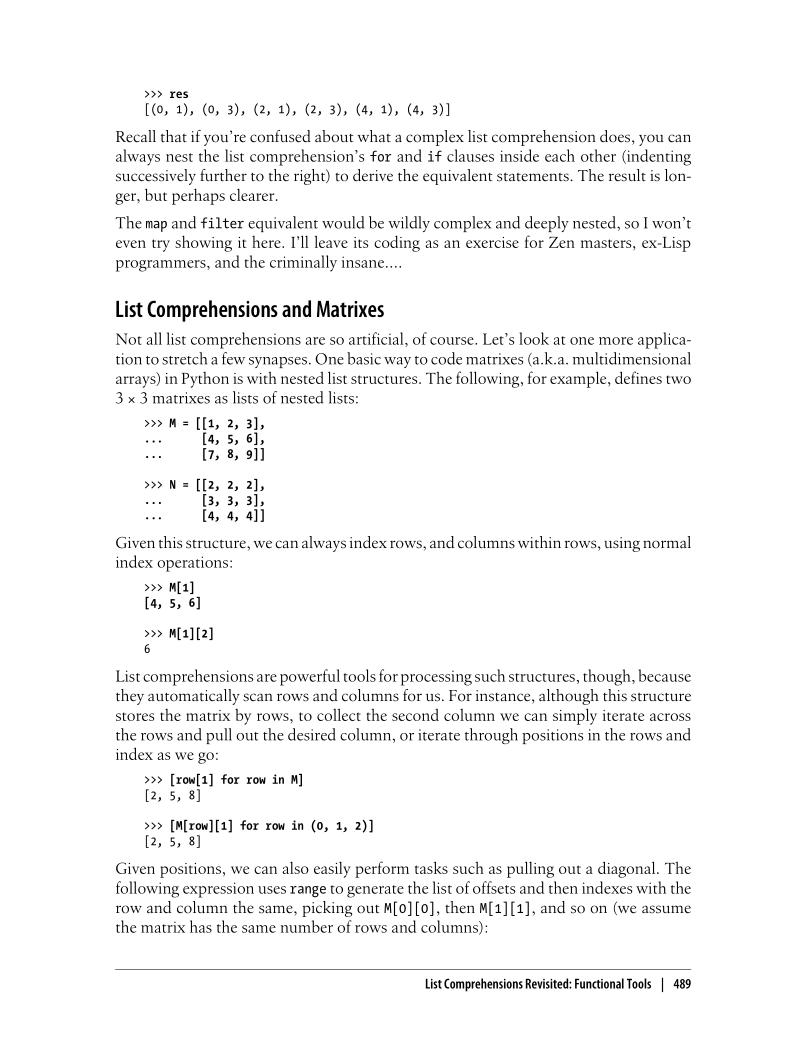 >>> res
[(0, 1), (0, 3), (2, 1), (2, 3), (4, 1), (4, 3)]
Recall that if you're confused about what a complex list comprehension does, you can
always nest the list comprehension's for and if clauses inside each other (indenting
successively further to the right) to derive the equivalent statements. The result is lon-
ger, but perhaps clearer.
The map and filter equivalent would be wildly complex and deeply nested, so I won't
even try showing it here. I'll leave its coding as an exercise for Zen masters, ex-Lisp
programmers, and the criminally insane....
List Comprehensions and Matrixes
Not all list comprehensions are so artificial, of course. Let's look at one more applica-
tion to stretch a few synapses. One basic way to code matrixes (a.k.a. multidimensional
arrays) in Python is with nested list structures. The following, for example, defines two
3 × 3 matrixes as lists of nested lists:
>>> M = [[1, 2, 3],
...      [4, 5, 6],
...      [7, 8, 9]]
>>> N = [[2, 2, 2],
...      [3, 3, 3],
...      [4, 4, 4]]
Given this structure, we can always index rows, and columns within rows, using normal
index operations:
>>> M[1]
[4, 5, 6]
>>> M[1][2]
6
List comprehensions are powerful tools for processing such structures, though, because
they automatically scan rows and columns for us. For instance, although this structure
stores the matrix by rows, to collect the second column we can simply iterate across
the rows and pull out the desired column, or iterate through positions in the rows and
index as we go:
>>> [row[1] for row in M]
[2, 5, 8]
>>> [M[row][1] for row in (0, 1, 2)]
[2, 5, 8]
Given positions, we can also easily perform tasks such as pulling out a diagonal. The
following expression uses range to generate the list of offsets and then indexes with the
row and column the same, picking out M[0][0], then M[1][1], and so on (we assume
the matrix has the same number of rows and columns):
List Comprehensions Revisited: Functional Tools | 489